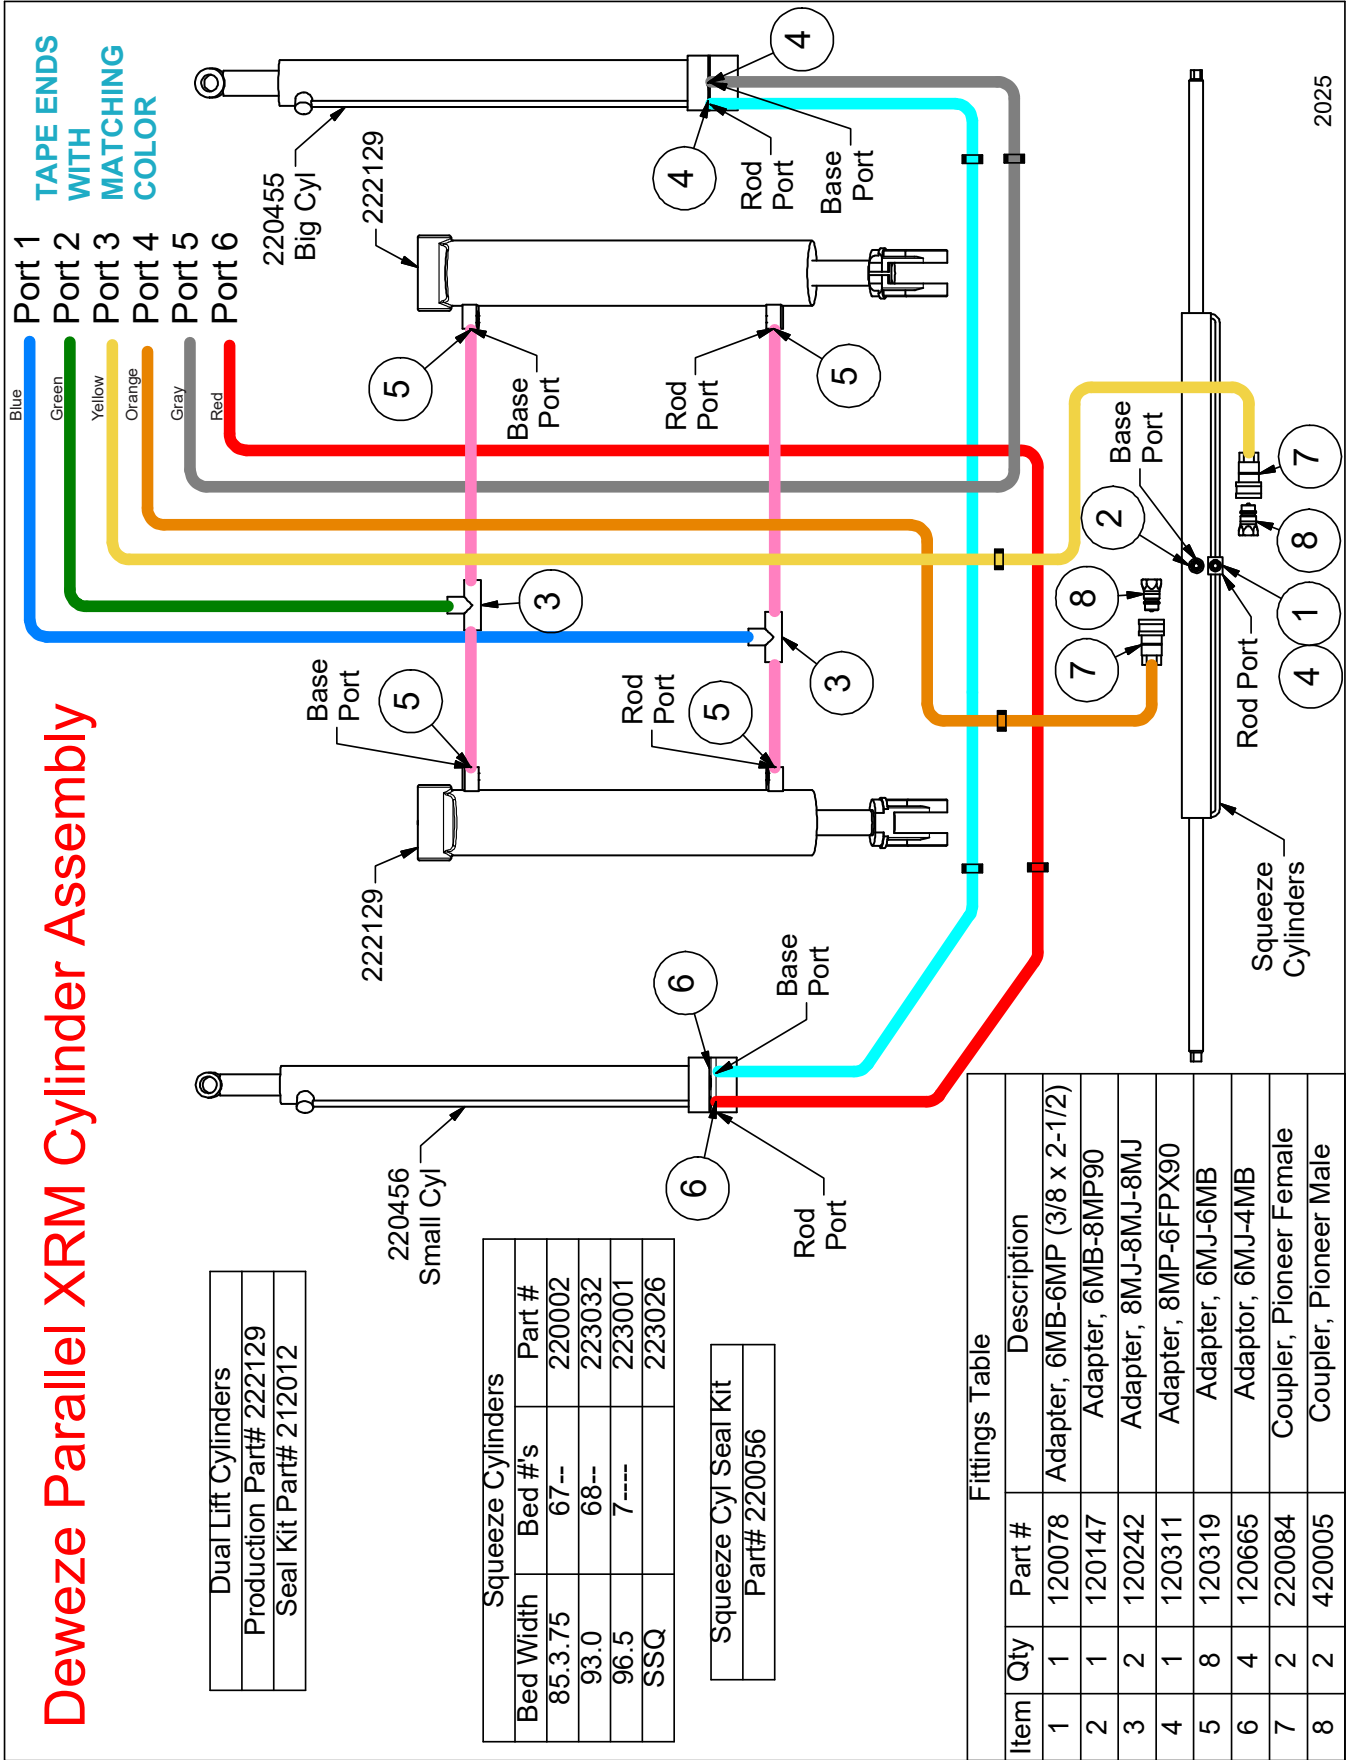 Deweze Parallel XRM Cylinder Assembly
TAPE ENDS
WITH
MATCHING
COLOR
Blue
Port 1
Green
Port 2
Yellow
Port 3
Orange
Port 4
Gray
Port 5
Red
Port 6
Dual Lift Cylinders
Production Part# 222129
Seal Kit Part# 212012
220456
Small Cyl
222129
Base
Port
5
3
5
Base
Port
222129
220455
Big Cyl
Squeeze Cylinders
Bed Width Bed #'s Part #
85.3.75 67-- 220002
93.0 68-- 223032
96.5 7---- 223001
SSQ 223026
6
6
Rod
Port
Base
Port
Rod
Port
5
3
Rod
Port
5
4
4
Rod
Port
Base
Port
Squeeze Cyl Seal Kit
Part# 220056
Fittings Table
Item Qty Part # Description
1 1 120078 Adapter, 6MB-6MP (3/8 x 2-1/2)
2 1 120147 Adapter, 6MB-8MP90
3 2 120242 Adapter, 8MJ-8MJ-8MJ
4 1 120311 Adapter, 8MP-6FPX90
5 8 120319 Adapter, 6MJ-6MB
6 4 120665 Adaptor, 6MJ-4MB
7 2 220084 Coupler, Pioneer Female
8 2 420005 Coupler, Pioneer Male
7
8
2
Base
Port
Rod Port
Squeeze
Cylinders
4
1
8
7
2025